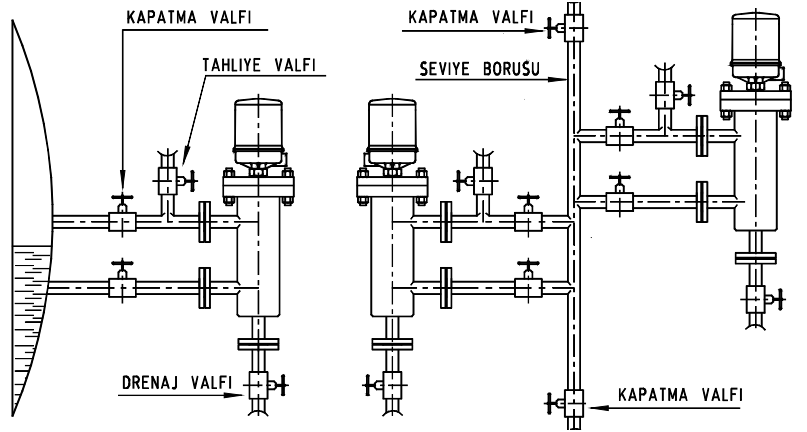 KAPATMA VALFI
KAPATMA VALFI
TAHLIYE VALFI
SEVIYE BORUSU
DRENAJ VALFI
KAPATMA VALFI